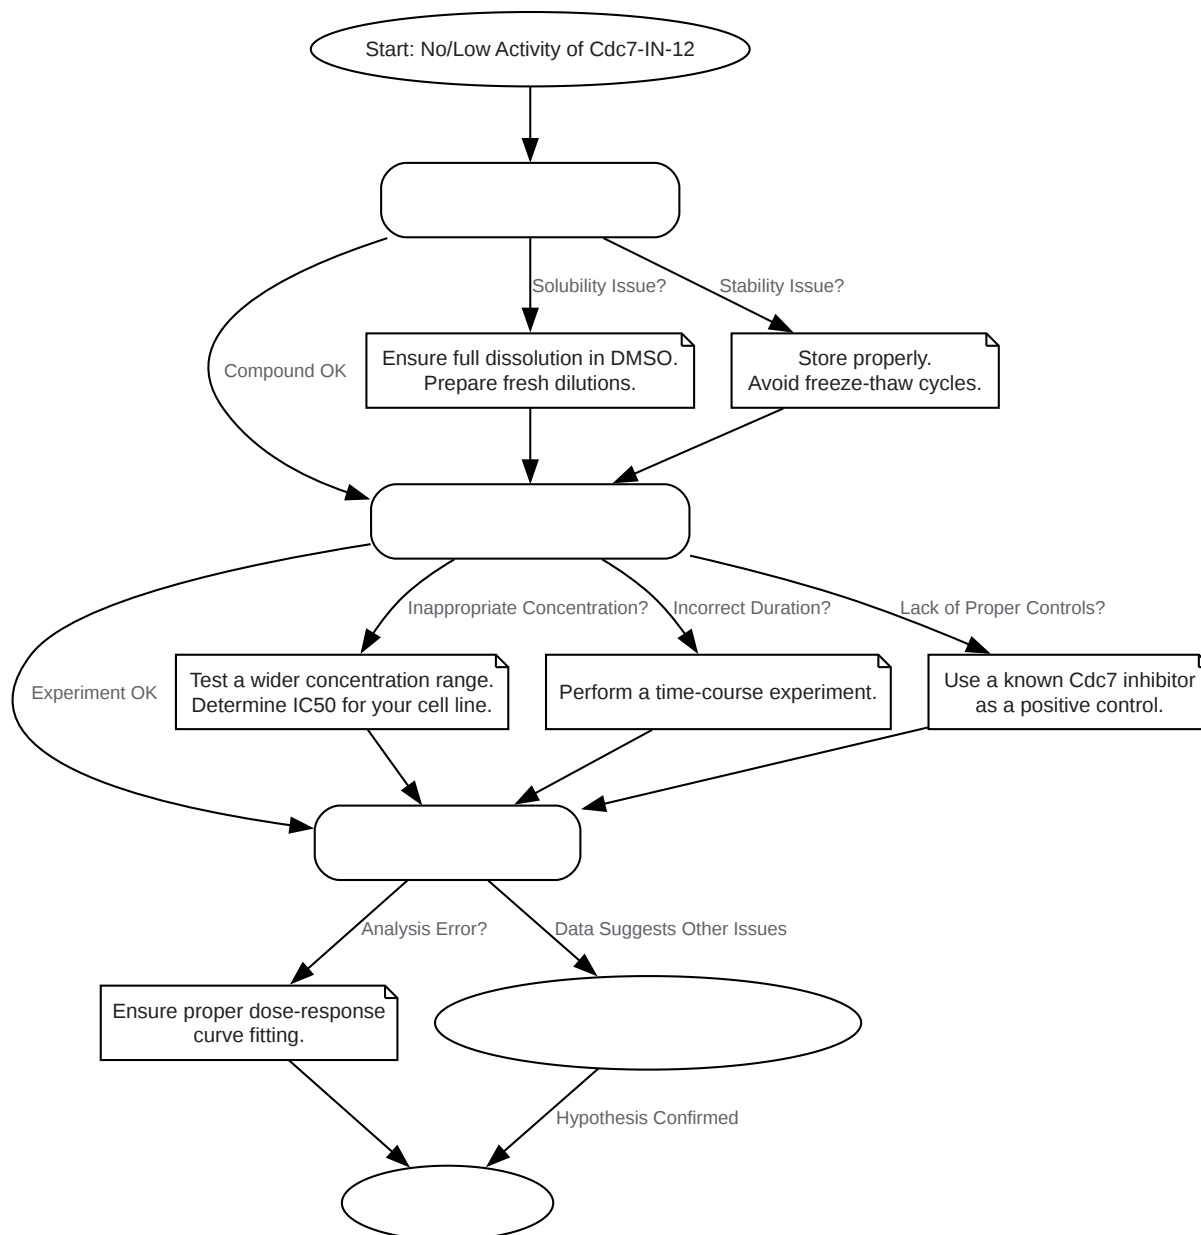 Start: No/Low Activity of Cdc7-IN-12
Solubility Issue?
Stability Issue?
Compound OK
Ensure full dissolution in DMSO.
Prepare fresh dilutions.
Store properly.
Avoid freeze-thaw cycles.
Inappropriate Concentration?
Incorrect Duration?
Lack of Proper Controls?
Experiment OK
Test a wider concentration range.
Determine IC50 for your cell line.
Perform a time-course experiment.
Use a known Cdc7 inhibitor
as a positive control.
Analysis Error?
Data Suggests Other Issues
Ensure proper dose-response
curve fitting.
Hypothesis Confirmed